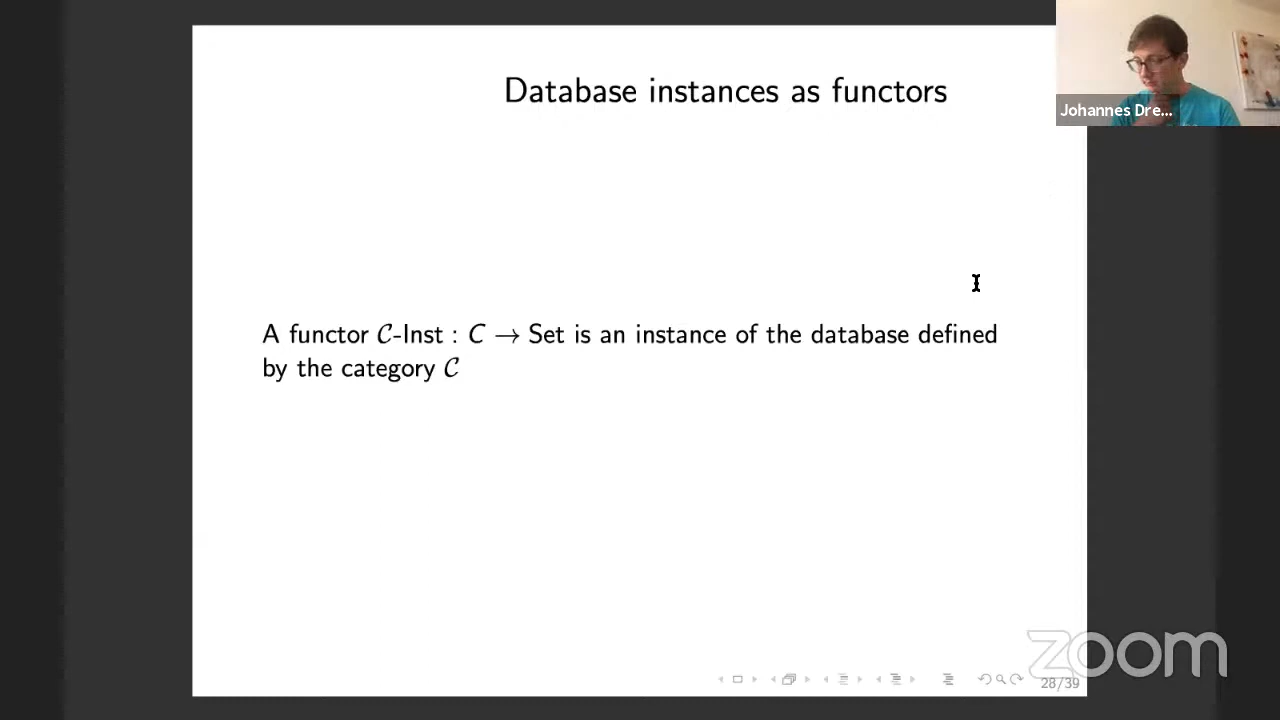 Database instances as functors
Johannes Dre...
A functor 𝒞-Inst : C → Set is an instance of the database defined
by the category 𝒞
zoom
28/39